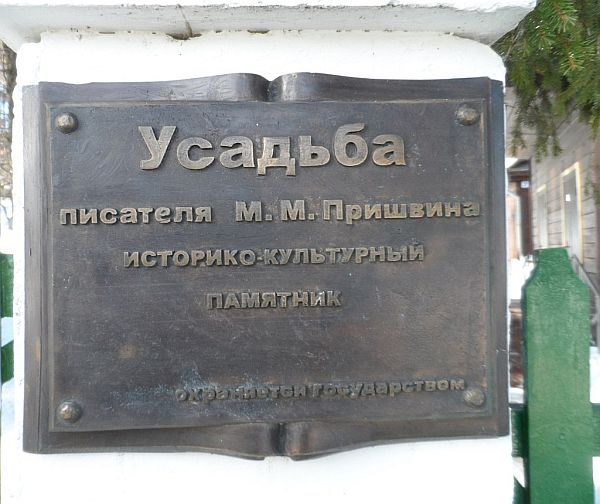 Усадьба
писателя М. М. Пришвина
ИСТОРИКО-КУЛЬТУРНЫЙ
ПАМЯТНИК
охраняется государством